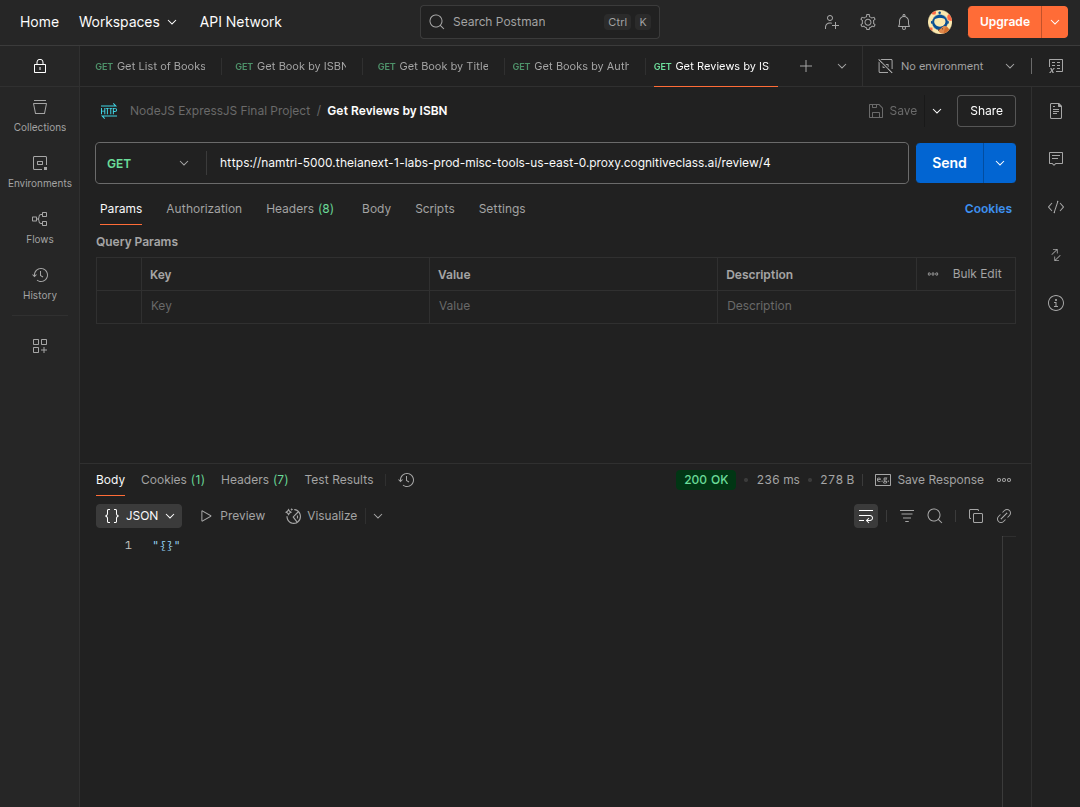 Home Workspaces API Network Search Postman Ctrl K Upgrade
GET Get List of Books GET Get Book by ISBN GET Get Book by Title GET Get Books by Auth GET Get Reviews by IS No environment
Collections
Environments
Flows
History
HTTP NodeJS ExpressJS Final Project / Get Reviews by ISBN Save Share
GET https://namtri-5000.theianext-1-labs-prod-misc-tools-us-east-0.proxy.cognitiveclass.ai/review/4 Send
Params Authorization Headers (8) Body Scripts Settings Cookies
Query Params
Key Value Description Bulk Edit
Key Value Description
Body Cookies (1) Headers (7) Test Results 200 OK 236 ms 278 B e.g. Save Response
{} JSON Preview Visualize
1 "{}"